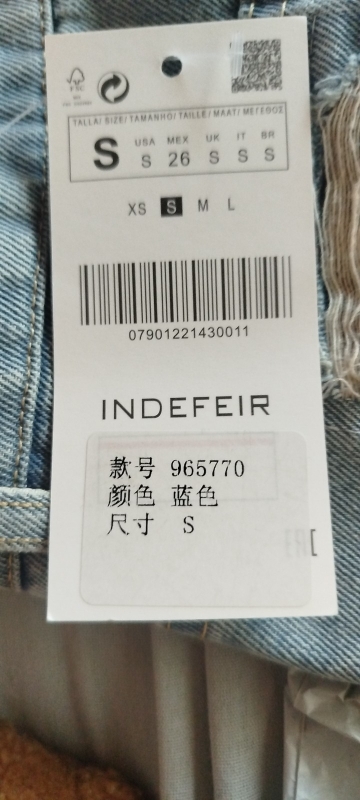 FSC
TALLA/ SIZE/ TAMANHO/ TAILLE/ MAAT/ ΜΕΓΕΘΟΣ
S
USA MEX UK IT BR
S 26 S S S
XS S M L
07901221430011
INDEFEIR
款号 965770
颜色 蓝色
尺寸 S